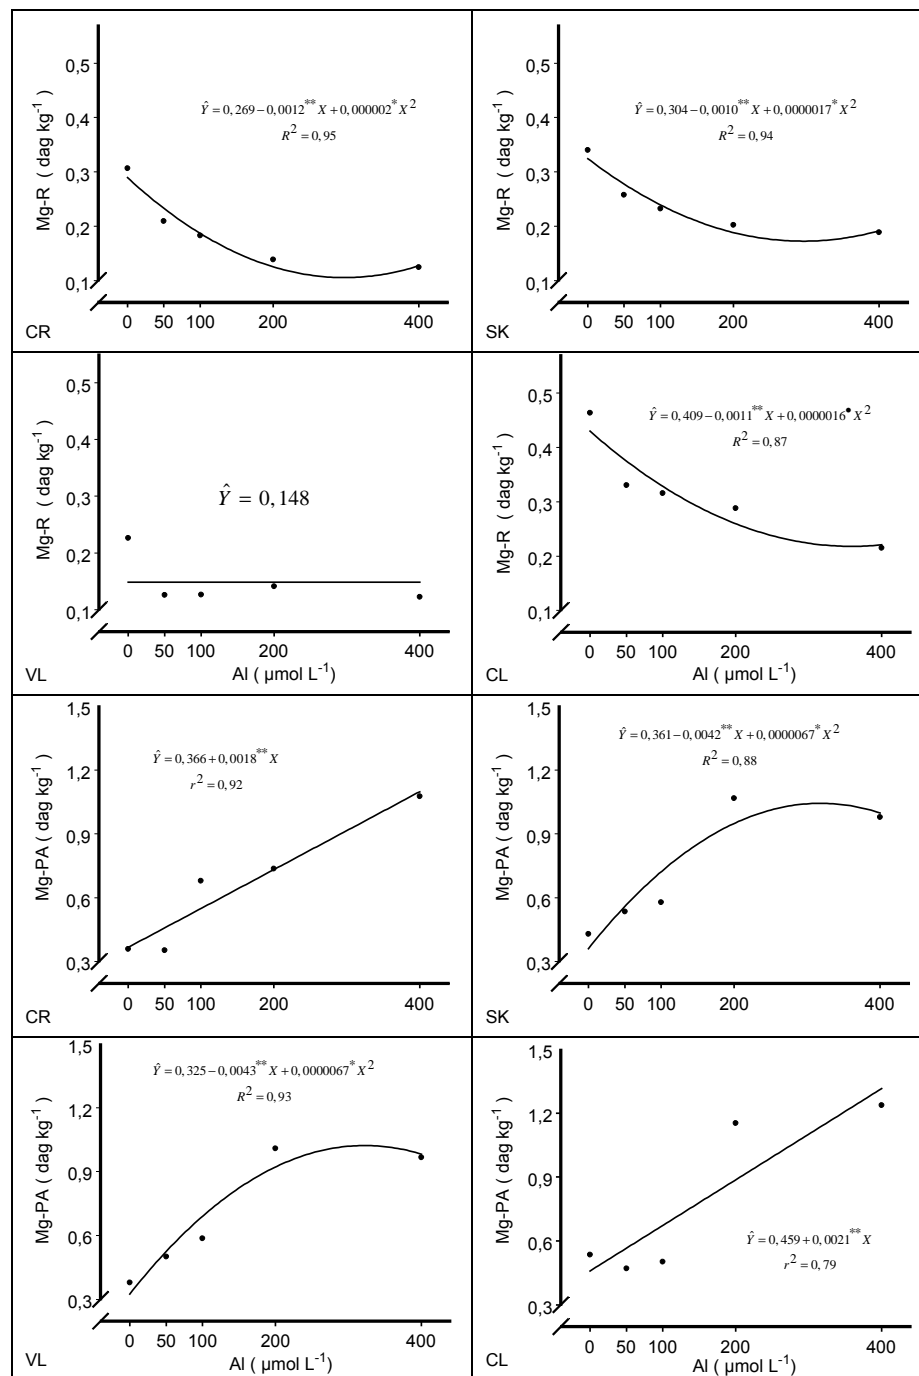 0,5
0,4
0,3
0,2
0,1
Mg-R ( dag kg⁻¹ )
Ŷ = 0,269 − 0,0012** X + 0,000002* X²
R² = 0,95
0 50 100 200 400
CR
0,5
0,4
0,3
0,2
0,1
Mg-R ( dag kg⁻¹ )
Ŷ = 0,304 − 0,0010** X + 0,0000017* X²
R² = 0,94
0 50 100 200 400
SK
0,5
0,4
0,3
0,2
0,1
Mg-R ( dag kg⁻¹ )
Ŷ = 0,148
0 50 100 200 400
VL
Al ( µmol L⁻¹ )
0,5
0,4
0,3
0,2
0,1
Mg-R ( dag kg⁻¹ )
Ŷ = 0,409 − 0,0011** X + 0,0000016• X²
R² = 0,87
0 50 100 200 400
CL
Al ( µmol L⁻¹ )
1,5
1,2
0,9
0,6
0,3
Mg-PA ( dag kg⁻¹ )
Ŷ = 0,366 + 0,0018** X
r² = 0,92
0 50 100 200 400
CR
1,5
1,2
0,9
0,6
0,3
Mg-PA ( dag kg⁻¹ )
Ŷ = 0,361 − 0,0042** X + 0,0000067* X²
R² = 0,88
0 50 100 200 400
SK
1,5
1,2
0,9
0,6
0,3
Mg-PA ( dag kg⁻¹ )
Ŷ = 0,325 − 0,0043** X + 0,0000067* X²
R² = 0,93
0 50 100 200 400
VL
Al ( µmol L⁻¹ )
1,5
1,2
0,9
0,6
0,3
Mg-PA ( dag kg⁻¹ )
Ŷ = 0,459 + 0,0021** X
r² = 0,79
0 50 100 200 400
CL
Al ( µmol L⁻¹ )